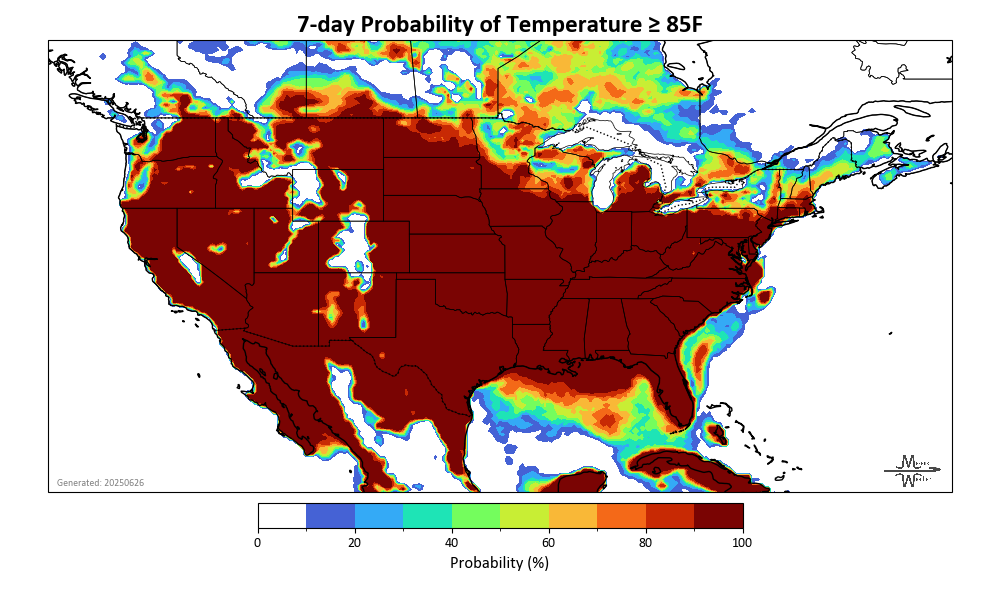 7-day Probability of Temperature ≥ 85F
Generated: 20250626
0 20 40 60 80 100
Probability (%)